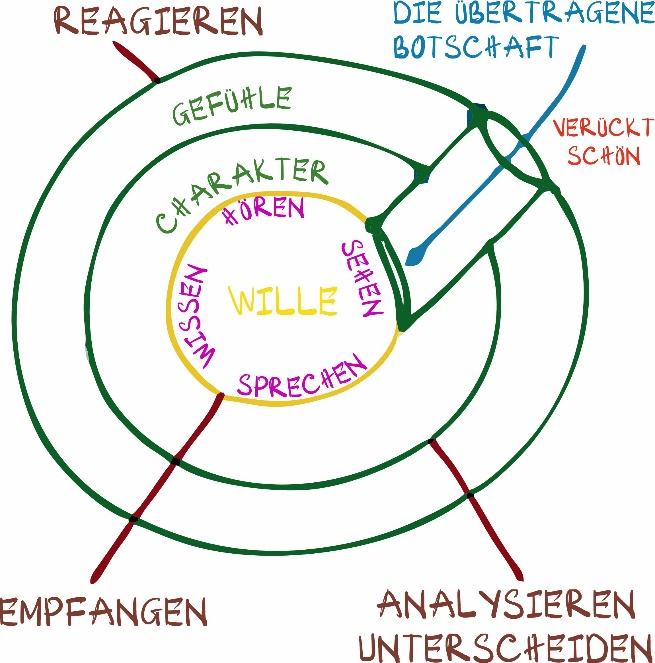 REAGIEREN
DIE ÜBERTRAGENE
BOTSCHAFT
GEFÜHLE
VERÜCKT
SCHÖN
CHARAKTER
HÖREN
SEHEN
WILLE
WISSEN
SPRECHEN
EMPFANGEN
ANALYSIEREN
UNTERSCHEIDEN